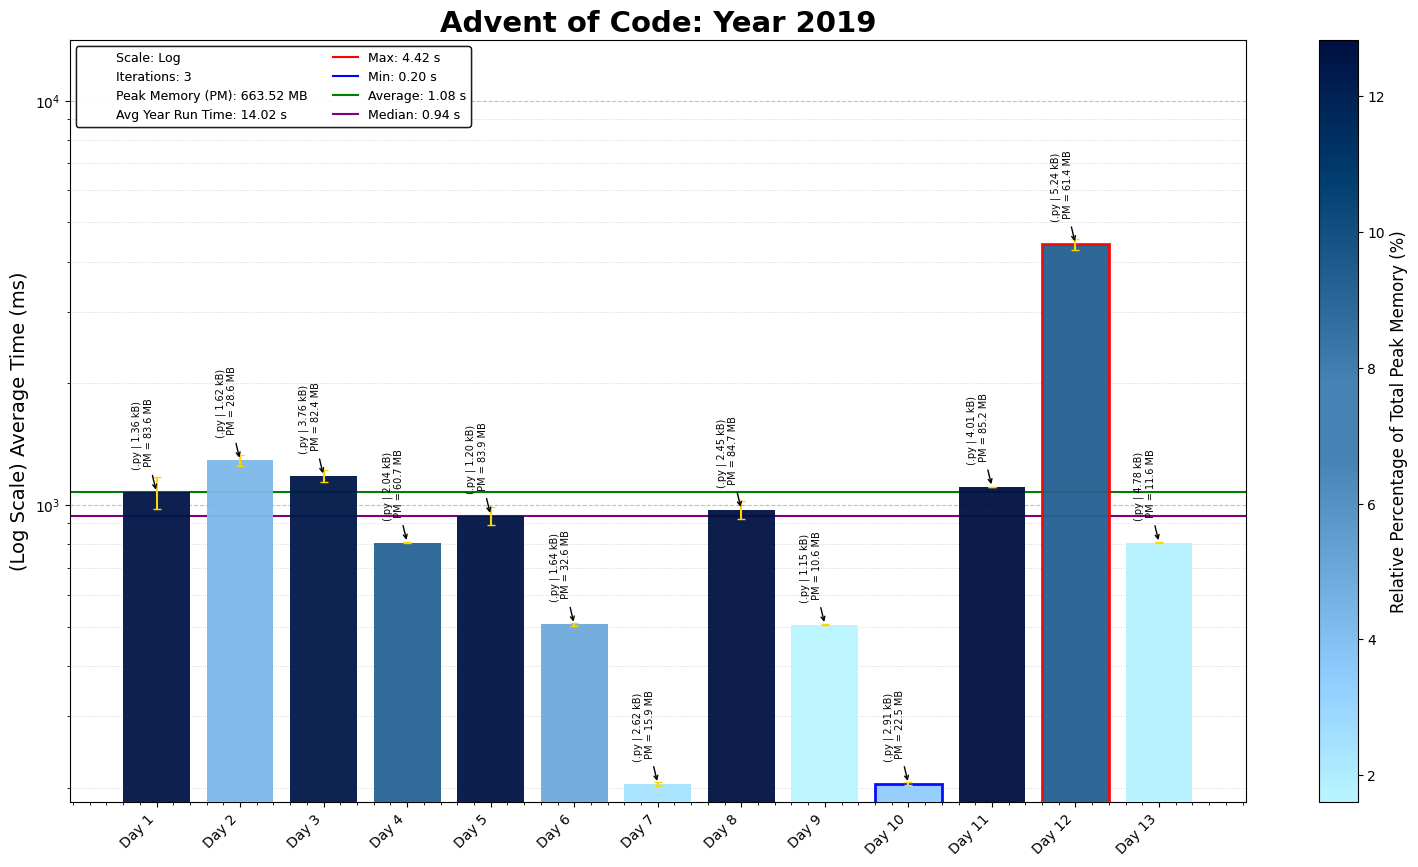 Advent of Code: Year 2019
Scale: Log
Iterations: 3
Peak Memory (PM): 663.52 MB
Avg Year Run Time: 14.02 s
Max: 4.42 s
Min: 0.20 s
Average: 1.08 s
Median: 0.94 s
(Log Scale) Average Time (ms)
10⁴
10³
(.py | 1.36 kB)
PM = 83.6 MB
(.py | 1.62 kB)
PM = 28.6 MB
(.py | 3.76 kB)
PM = 82.4 MB
(.py | 2.04 kB)
PM = 60.7 MB
(.py | 1.20 kB)
PM = 83.9 MB
(.py | 1.64 kB)
PM = 32.6 MB
(.py | 2.62 kB)
PM = 15.9 MB
(.py | 2.45 kB)
PM = 84.7 MB
(.py | 1.15 kB)
PM = 10.6 MB
(.py | 2.91 kB)
PM = 22.5 MB
(.py | 4.01 kB)
PM = 85.2 MB
(.py | 5.24 kB)
PM = 61.4 MB
(.py | 4.78 kB)
PM = 11.6 MB
Day 1
Day 2
Day 3
Day 4
Day 5
Day 6
Day 7
Day 8
Day 9
Day 10
Day 11
Day 12
Day 13
12
10
8
6
4
2
Relative Percentage of Total Peak Memory (%)